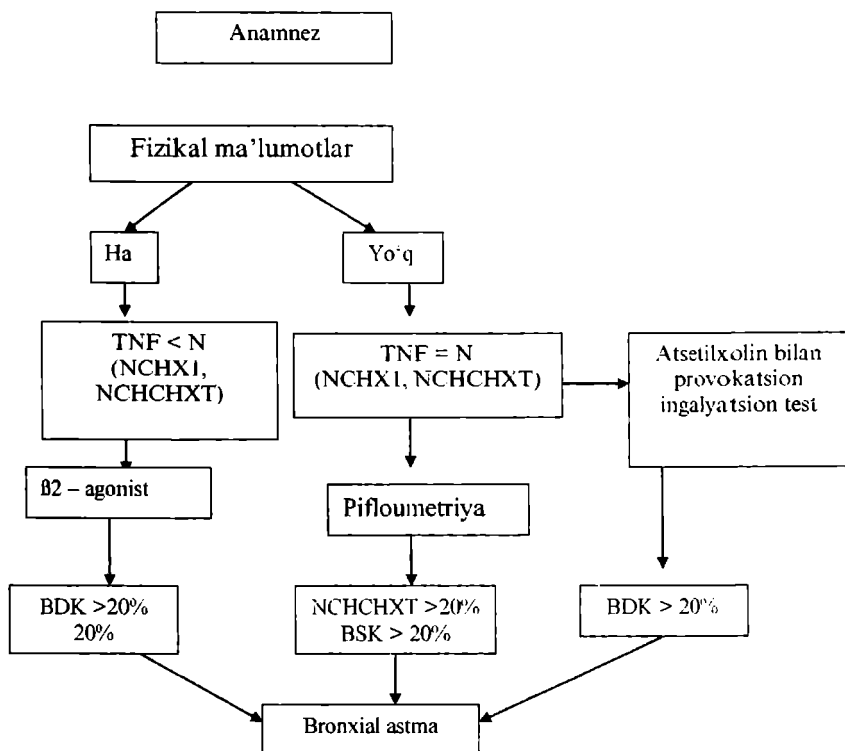 Anamnez
Fizikal ma’lumotlar
Ha
Yo‘q
TNF < N
(NCHX1,
NCHCHXT)
TNF = N
(NCHX1, NCHCHXT)
Atsetilxolin bilan
provokatsion
ingalyatsion test
ß2 – agonist
Pifloumetriya
BDK >20%
20%
NCHCHXT >20%
BSK > 20%
BDK > 20%
Bronxial astma